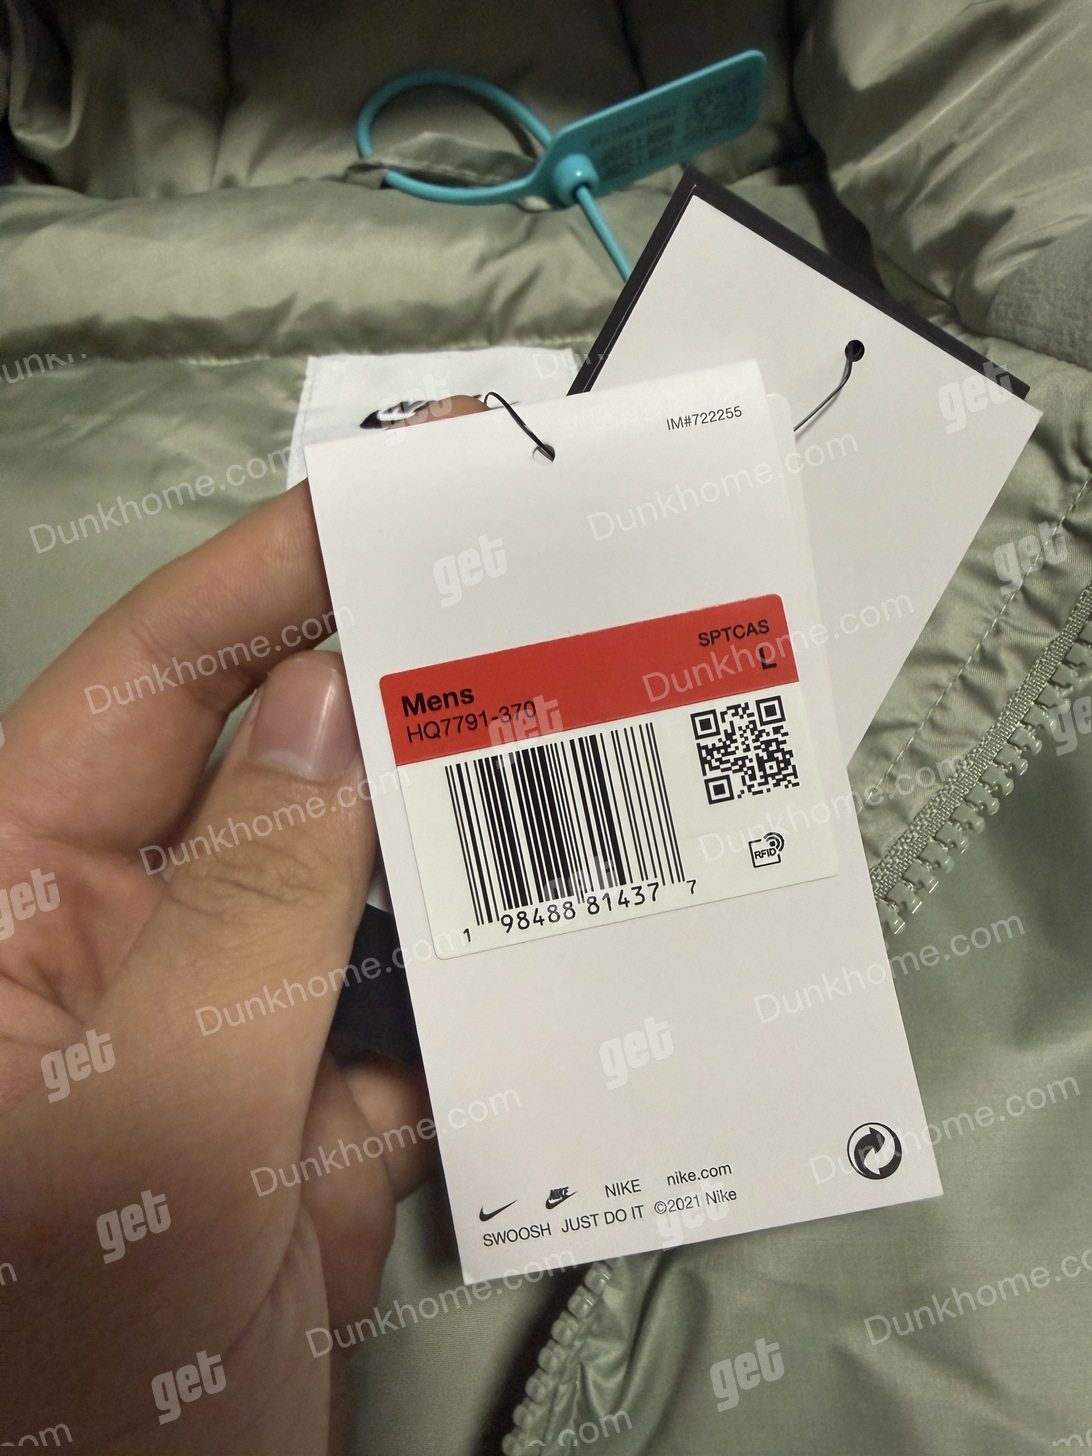 IM#722255
SPTCAS
L
Mens
HQ7791-370
RFID
1 98488 81437 7
NIKE nike.com
SWOOSH JUST DO IT ©2021 Nike
Dunkhome.com
get